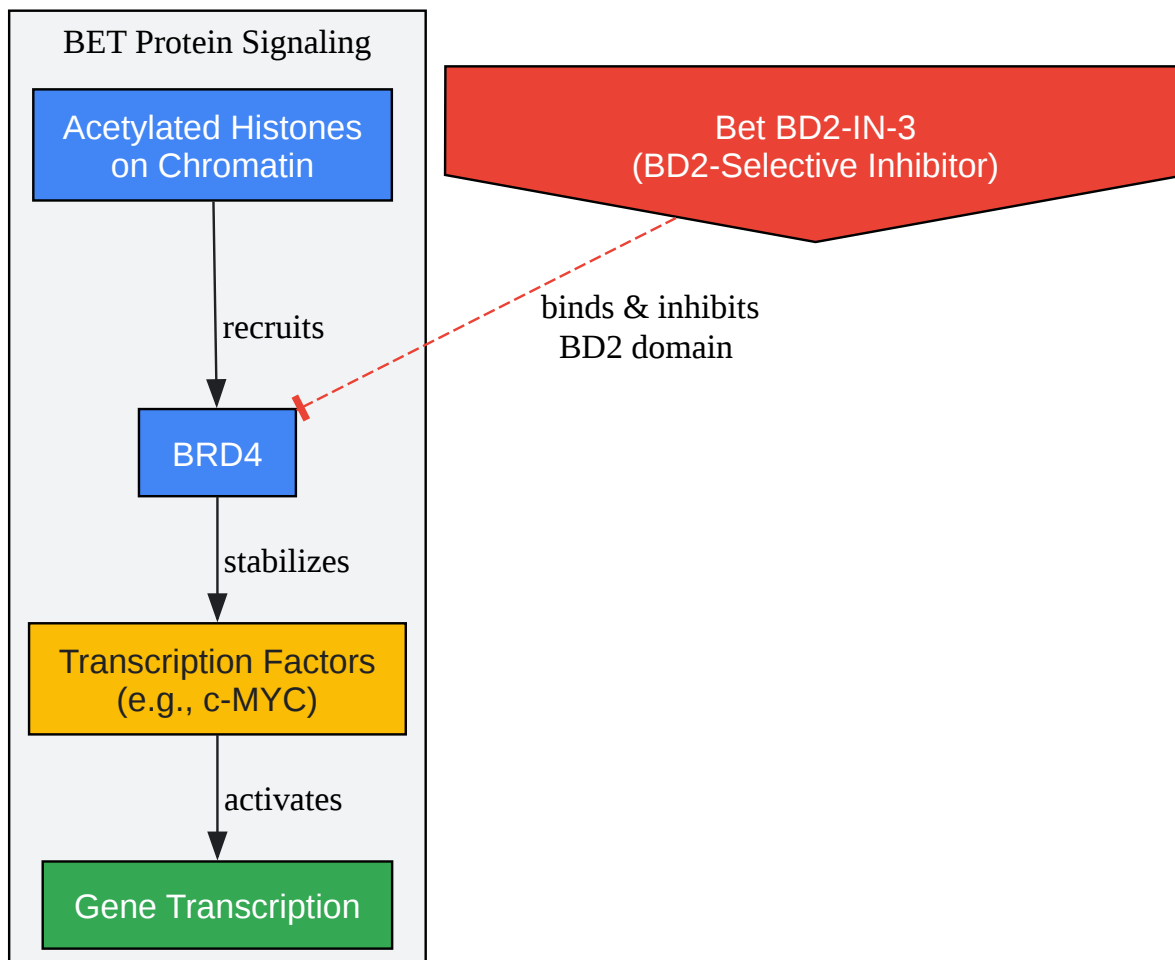 BET Protein Signaling
Acetylated Histones
on Chromatin
Bet BD2-IN-3
(BD2-Selective Inhibitor)
binds & inhibits
BD2 domain
recruits
BRD4
stabilizes
Transcription Factors
(e.g., c-MYC)
activates
Gene Transcription